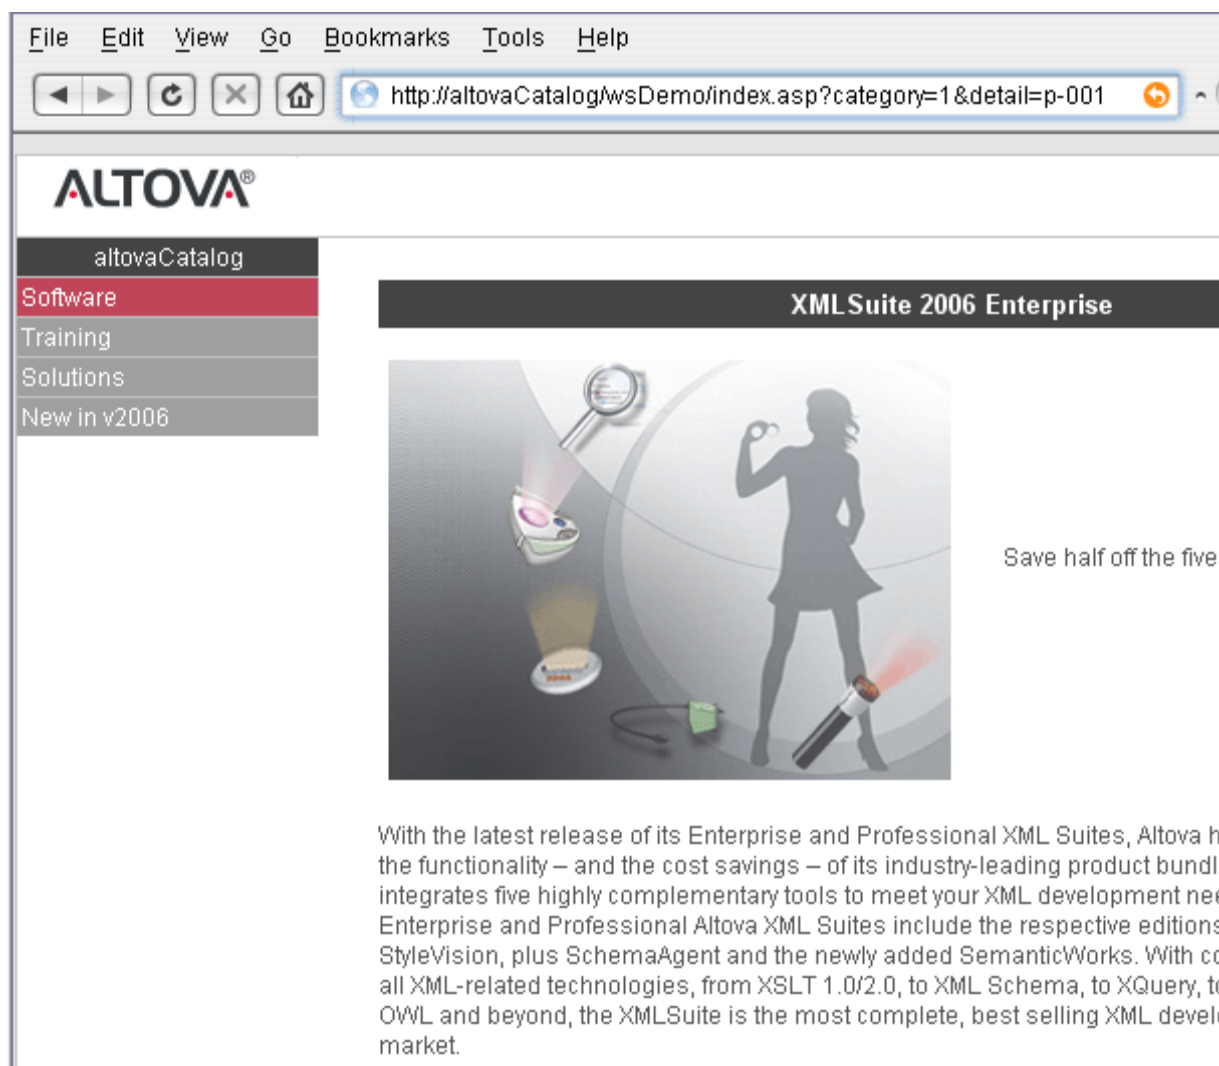 File Edit View Go Bookmarks Tools Help
http://altovaCatalog/wsDemo/index.asp?category=1&detail=p-001
ALTOVA®
altovaCatalog
Software
Training
Solutions
New in v2006
XMLSuite 2006 Enterprise
Save half off the five
With the latest release of its Enterprise and Professional XML Suites, Altova
the functionality – and the cost savings – of its industry-leading product
integrates five highly complementary tools to meet your XML development
Enterprise and Professional Altova XML Suites include the respective editions
StyleVision, plus SchemaAgent and the newly added SemanticWorks. With
all XML-related technologies, from XSLT 1.0/2.0, to XML Schema, to XQuery,
OWL and beyond, the XMLSuite is the most complete, best selling XML
market.